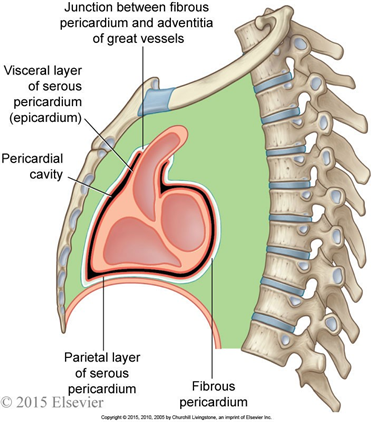 Junction between fibrous
pericardium and adventitia
of great vessels
Visceral layer
of serous
pericardium
(epicardium)
Pericardial
cavity
Parietal layer
of serous
pericardium
Fibrous
pericardium
© 2015 Elsevier
Copyright © 2015, 2010, 2005 by Churchill Livingstone, an imprint of Elsevier Inc.